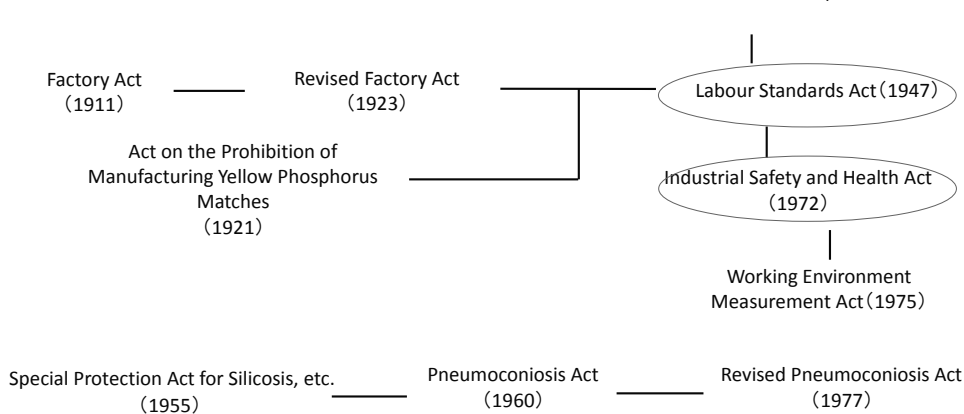 Factory Act
（1911）
Revised Factory Act
（1923）
Labour Standards Act（1947）
Act on the Prohibition of
Manufacturing Yellow Phosphorus
Matches
（1921）
Industrial Safety and Health Act
（1972）
Working Environment
Measurement Act（1975）
Special Protection Act for Silicosis, etc.
（1955）
Pneumoconiosis Act
（1960）
Revised Pneumoconiosis Act
（1977）